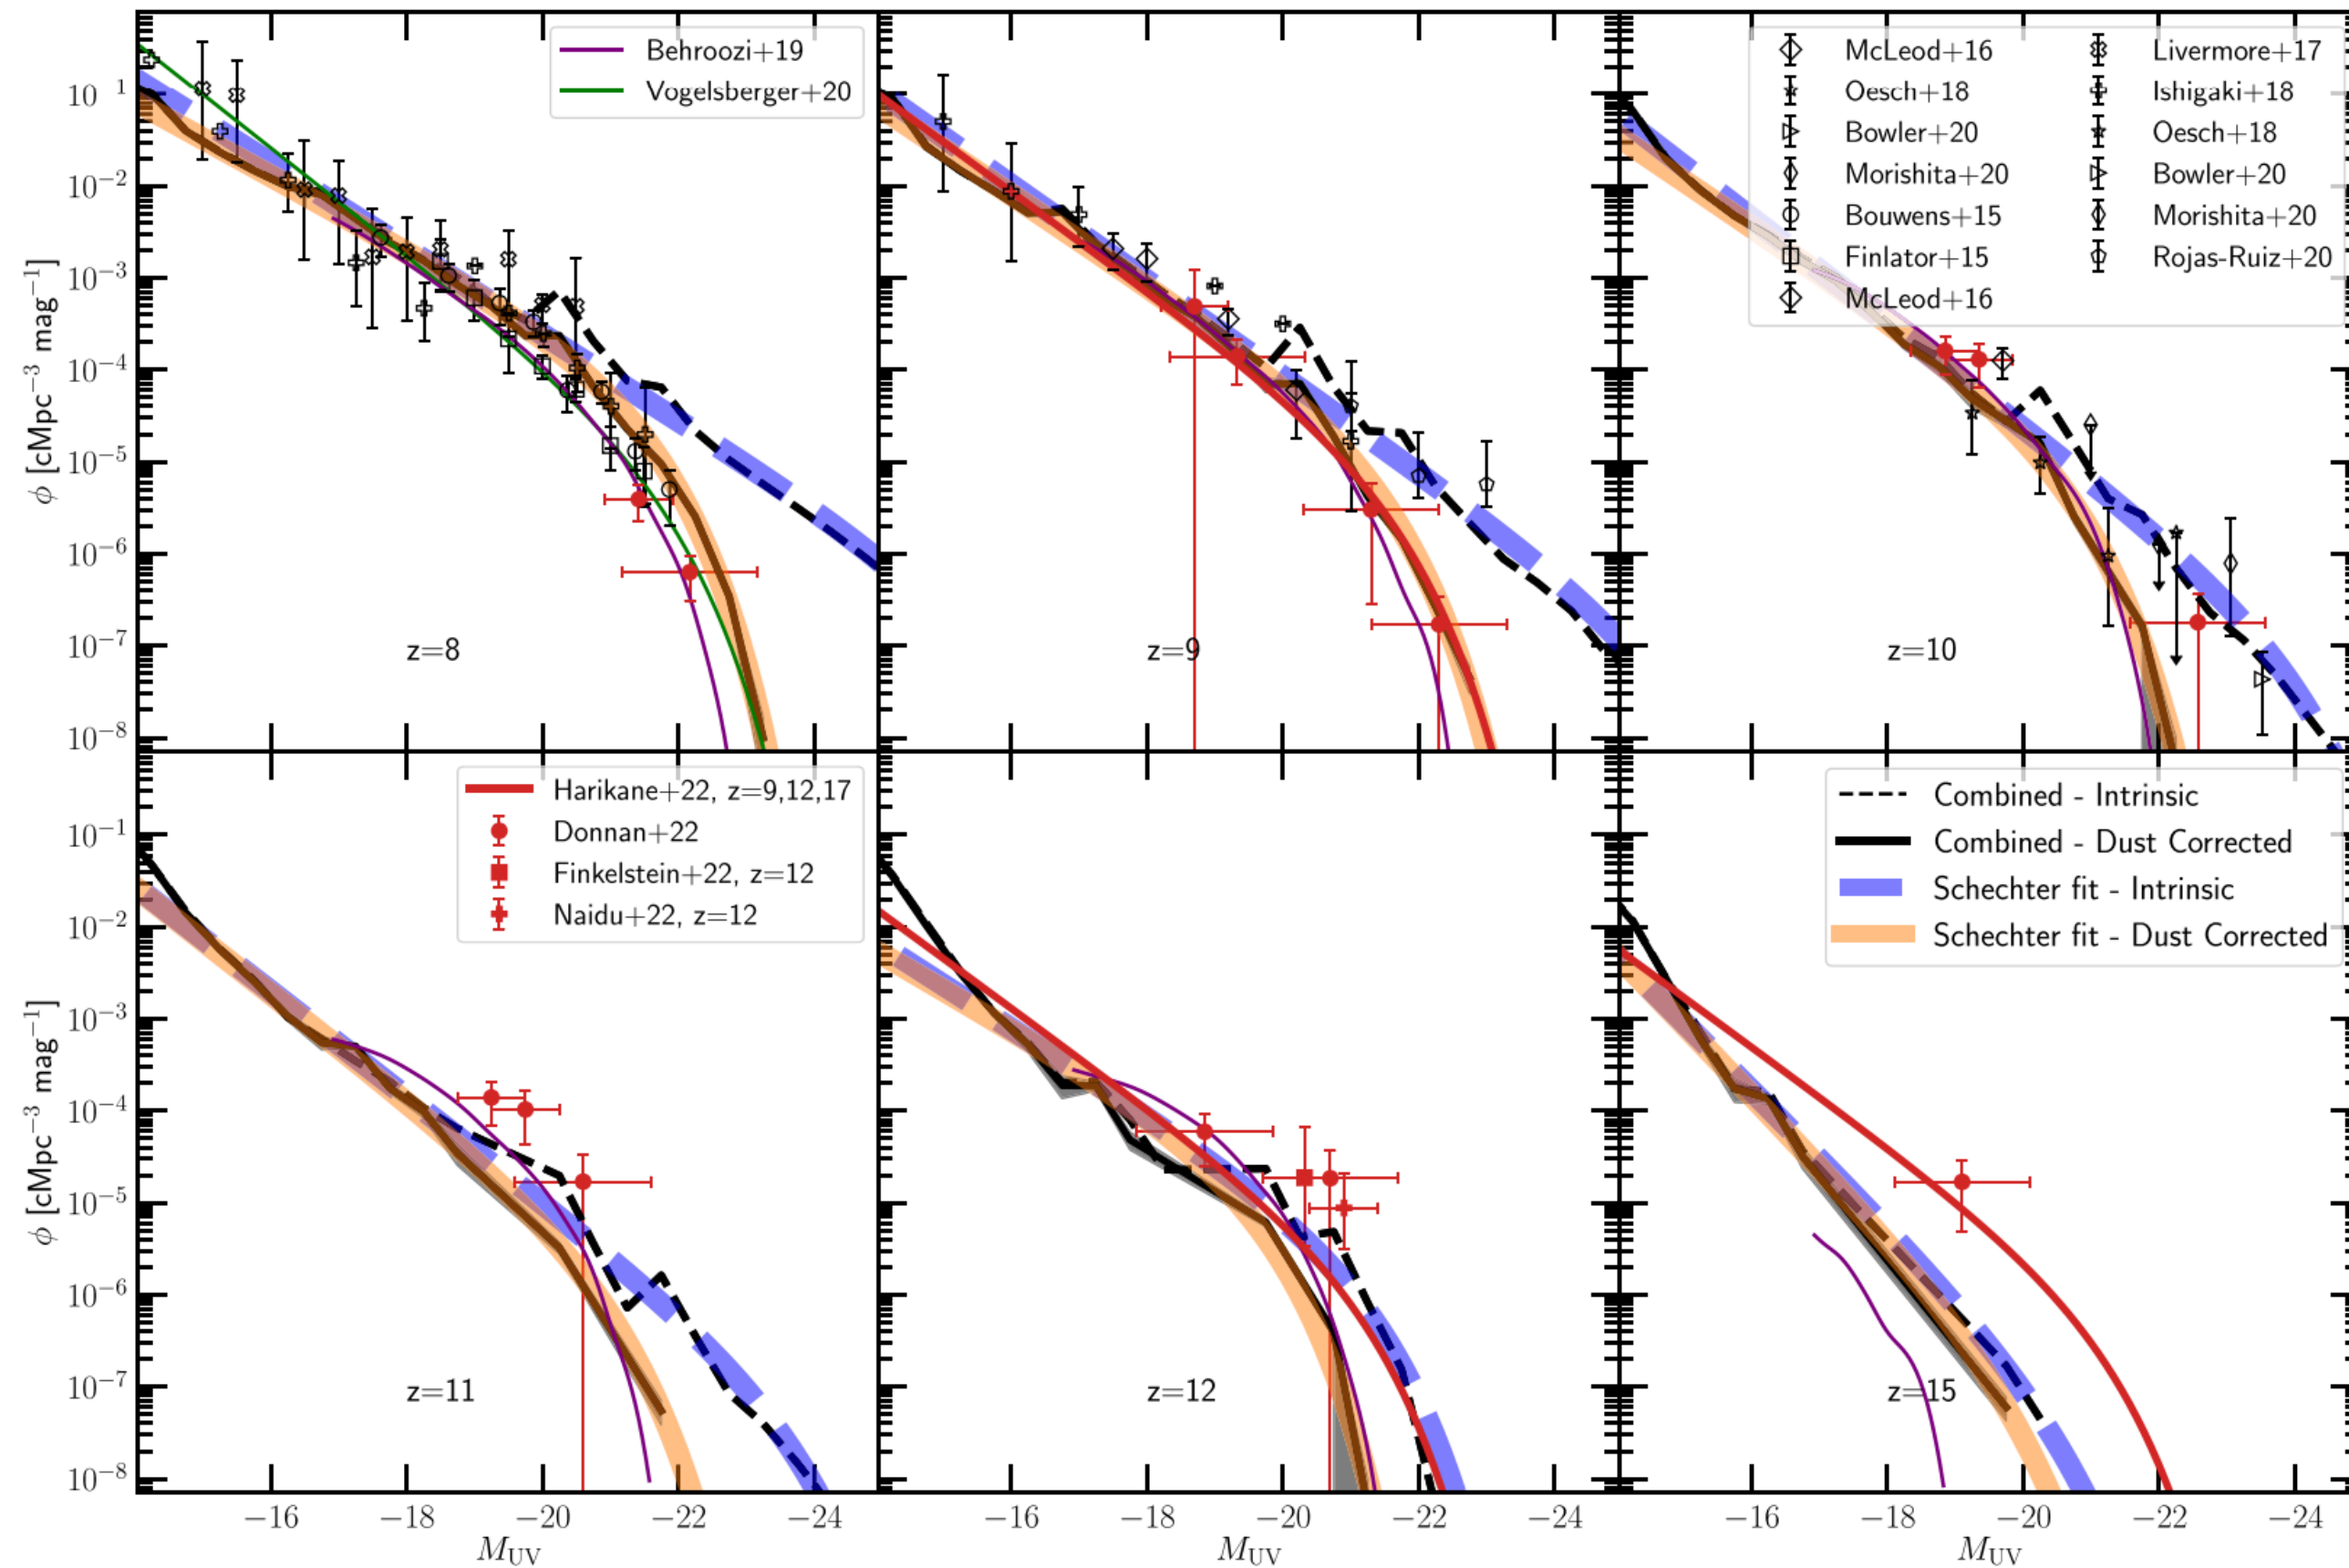 Behroozi+19
Vogelsberger+20
McLeod+16
Oesch+18
Bowler+20
Morishita+20
Bouwens+15
Finlator+15
McLeod+16
Livermore+17
Ishigaki+18
Oesch+18
Bowler+20
Morishita+20
Rojas-Ruiz+20
10⁻¹
10⁻²
10⁻³
10⁻⁴
10⁻⁵
10⁻⁶
10⁻⁷
10⁻⁸
ϕ [cMpc⁻³ mag⁻¹]
z=8
z=9
z=10
Harikane+22, z=9,12,17
Donnan+22
Finkelstein+22, z=12
Naidu+22, z=12
Combined - Intrinsic
Combined - Dust Corrected
Schechter fit - Intrinsic
Schechter fit - Dust Corrected
10⁻¹
10⁻²
10⁻³
10⁻⁴
10⁻⁵
10⁻⁶
10⁻⁷
10⁻⁸
ϕ [cMpc⁻³ mag⁻¹]
z=11
z=12
z=15
−16 −18 −20 −22 −24 −16 −18 −20 −22 −24 −16 −18 −20 −22 −24
M_UV M_UV M_UV